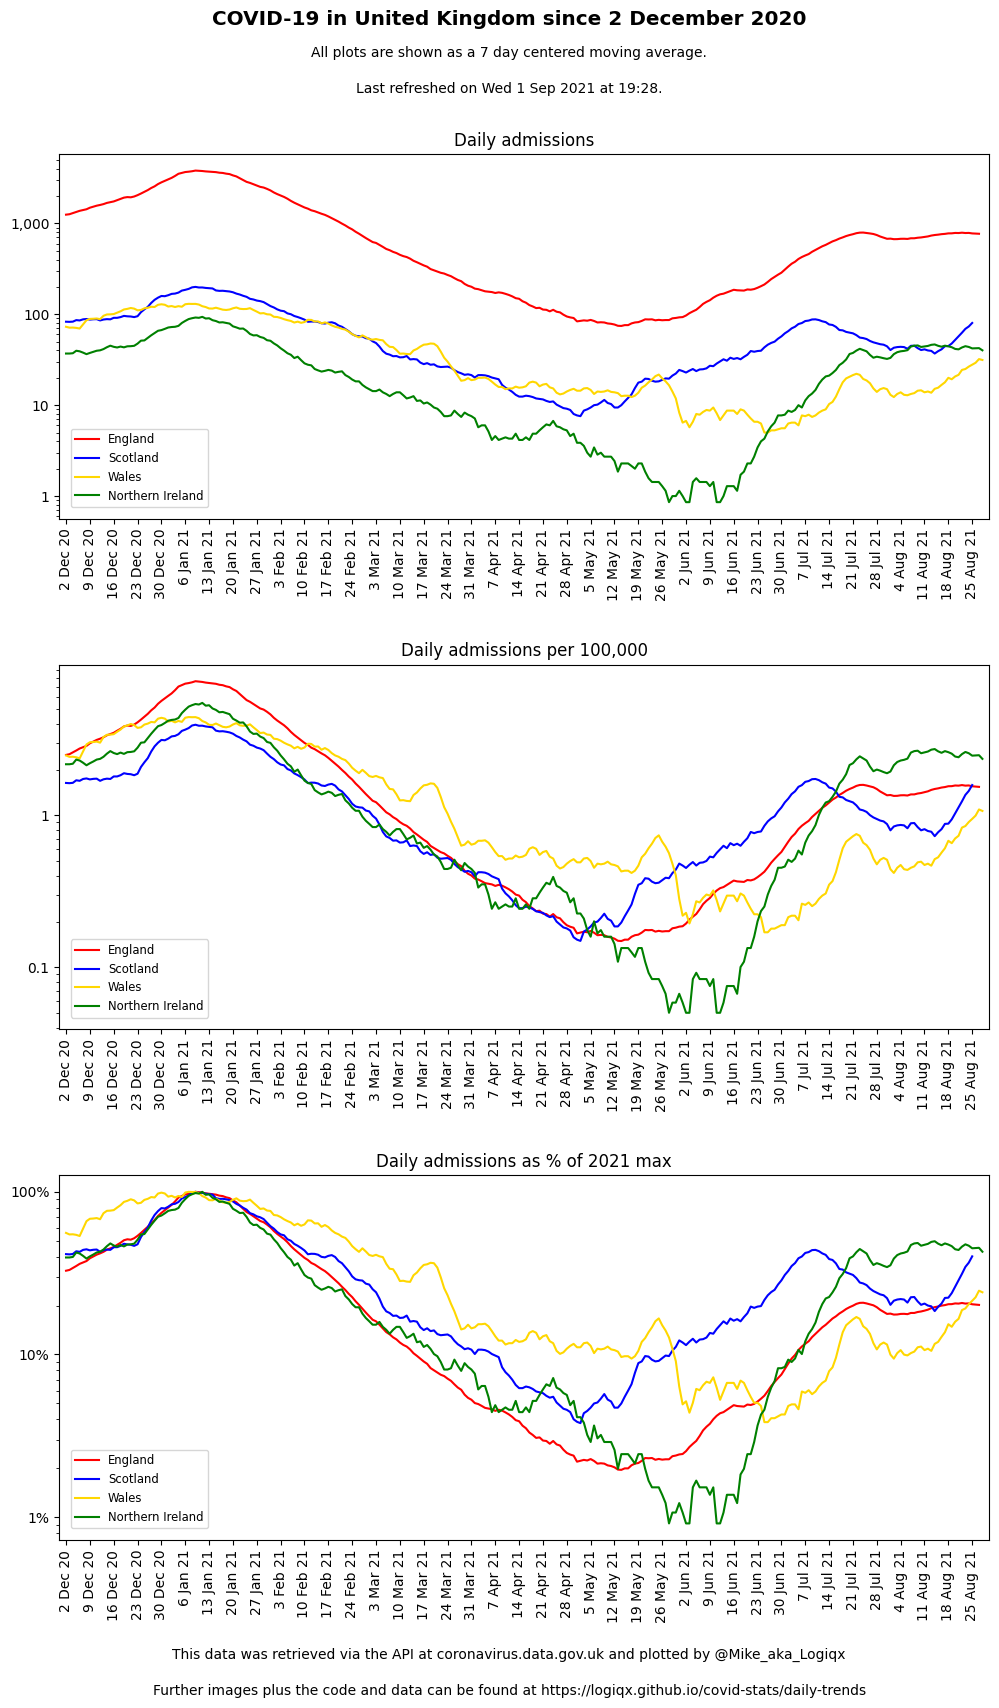 COVID-19 in United Kingdom since 2 December 2020
All plots are shown as a 7 day centered moving average.
Last refreshed on Wed 1 Sep 2021 at 19:28.
Daily admissions
1,000
100
10
1
England
Scotland
Wales
Northern Ireland
2 Dec 20
9 Dec 20
16 Dec 20
23 Dec 20
30 Dec 20
6 Jan 21
13 Jan 21
20 Jan 21
27 Jan 21
3 Feb 21
10 Feb 21
17 Feb 21
24 Feb 21
3 Mar 21
10 Mar 21
17 Mar 21
24 Mar 21
31 Mar 21
7 Apr 21
14 Apr 21
21 Apr 21
28 Apr 21
5 May 21
12 May 21
19 May 21
26 May 21
2 Jun 21
9 Jun 21
16 Jun 21
23 Jun 21
30 Jun 21
7 Jul 21
14 Jul 21
21 Jul 21
28 Jul 21
4 Aug 21
11 Aug 21
18 Aug 21
25 Aug 21
Daily admissions per 100,000
1
0.1
England
Scotland
Wales
Northern Ireland
2 Dec 20
9 Dec 20
16 Dec 20
23 Dec 20
30 Dec 20
6 Jan 21
13 Jan 21
20 Jan 21
27 Jan 21
3 Feb 21
10 Feb 21
17 Feb 21
24 Feb 21
3 Mar 21
10 Mar 21
17 Mar 21
24 Mar 21
31 Mar 21
7 Apr 21
14 Apr 21
21 Apr 21
28 Apr 21
5 May 21
12 May 21
19 May 21
26 May 21
2 Jun 21
9 Jun 21
16 Jun 21
23 Jun 21
30 Jun 21
7 Jul 21
14 Jul 21
21 Jul 21
28 Jul 21
4 Aug 21
11 Aug 21
18 Aug 21
25 Aug 21
Daily admissions as % of 2021 max
100%
10%
1%
England
Scotland
Wales
Northern Ireland
2 Dec 20
9 Dec 20
16 Dec 20
23 Dec 20
30 Dec 20
6 Jan 21
13 Jan 21
20 Jan 21
27 Jan 21
3 Feb 21
10 Feb 21
17 Feb 21
24 Feb 21
3 Mar 21
10 Mar 21
17 Mar 21
24 Mar 21
31 Mar 21
7 Apr 21
14 Apr 21
21 Apr 21
28 Apr 21
5 May 21
12 May 21
19 May 21
26 May 21
2 Jun 21
9 Jun 21
16 Jun 21
23 Jun 21
30 Jun 21
7 Jul 21
14 Jul 21
21 Jul 21
28 Jul 21
4 Aug 21
11 Aug 21
18 Aug 21
25 Aug 21
This data was retrieved via the API at coronavirus.data.gov.uk and plotted by @Mike_aka_Logiqx
Further images plus the code and data can be found at https://logiqx.github.io/covid-stats/daily-trends